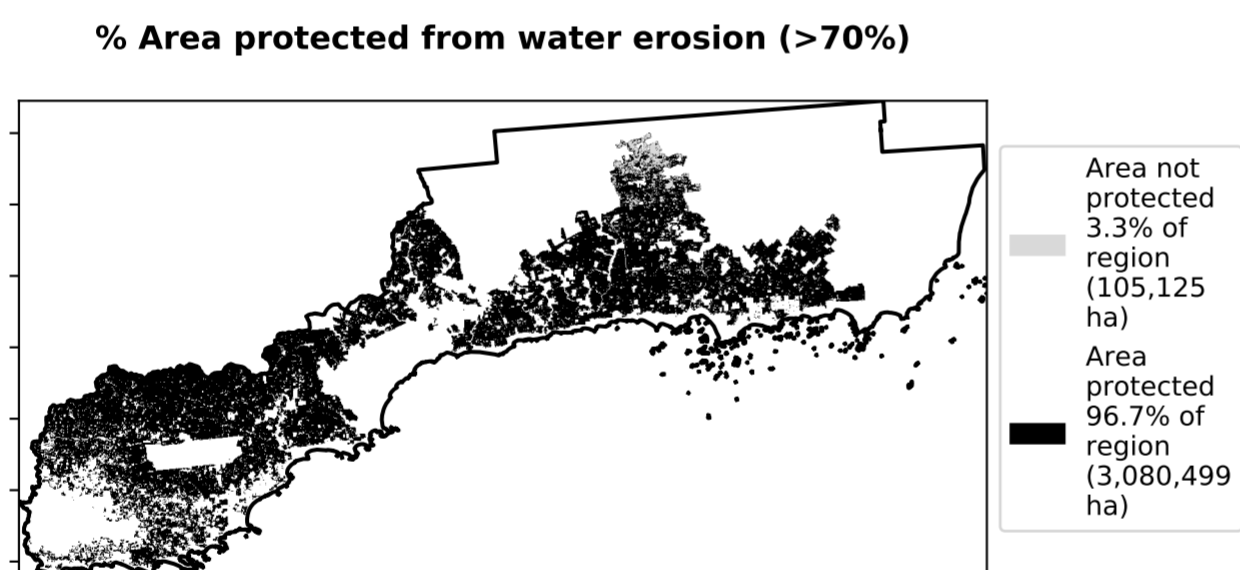 % Area protected from water erosion (>70%)
Area not
protected
3.3% of
region
(105,125
ha)
Area
protected
96.7% of
region
(3,080,499
ha)